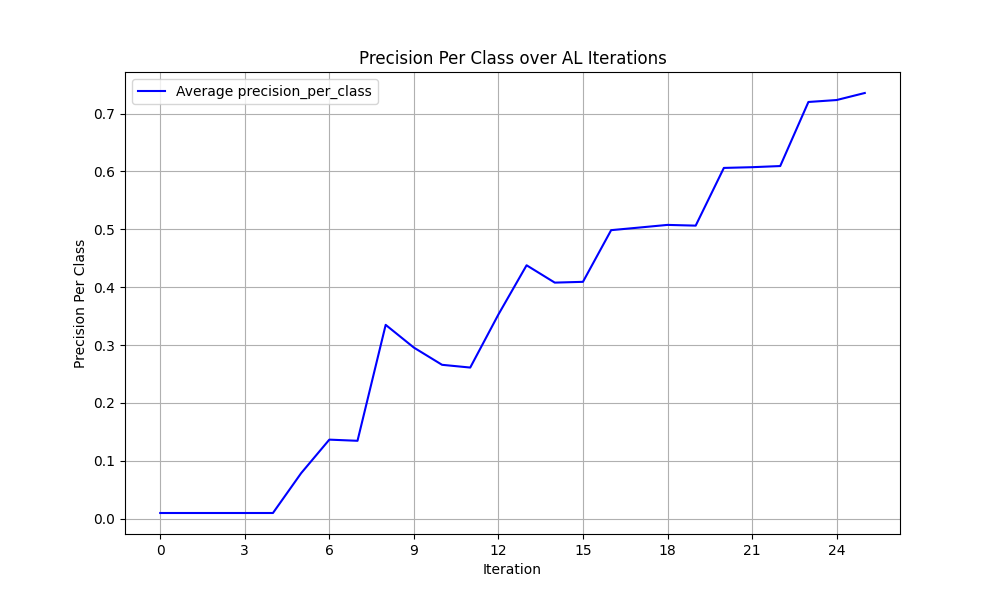 Precision Per Class over AL Iterations
Average precision_per_class
Precision Per Class
0.7
0.6
0.5
0.4
0.3
0.2
0.1
0.0
0 3 6 9 12 15 18 21 24
Iteration